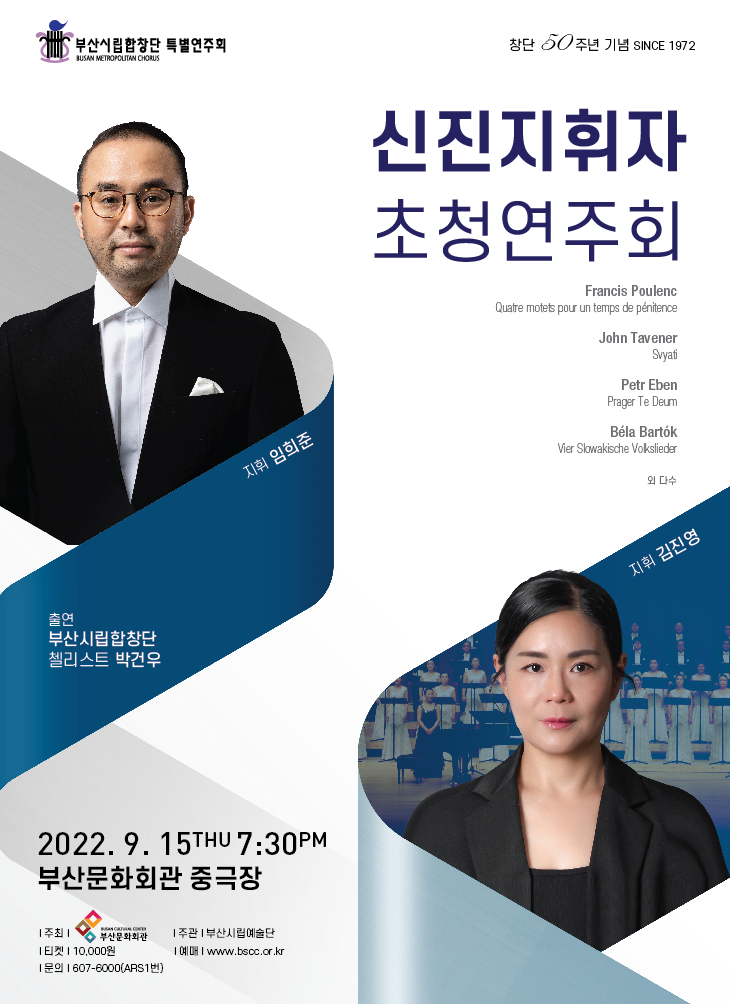 부산시립합창단 특별연주회
BUSAN METROPOLITAN CHORUS
창단 50주년 기념 SINCE 1972
신진지휘자
초청연주회
Francis Poulenc
Quatre motets pour un temps de pénitence
John Tavener
Svyati
Petr Eben
Prager Te Deum
Béla Bartók
Vier Slowakische Volkslieder
외 다수
지휘 임희준
지휘 김진영
출연
부산시립합창단
첼리스트 박건우
2022. 9. 15THU 7:30PM
부산문화회관 중극장
I 주최 I BUSAN CULTURAL CENTER 부산문화회관 I 주관 I 부산시립예술단
I 티켓 I 10,000원 I 예매 I www.bscc.or.kr
I 문의 I 607-6000(ARS1번)